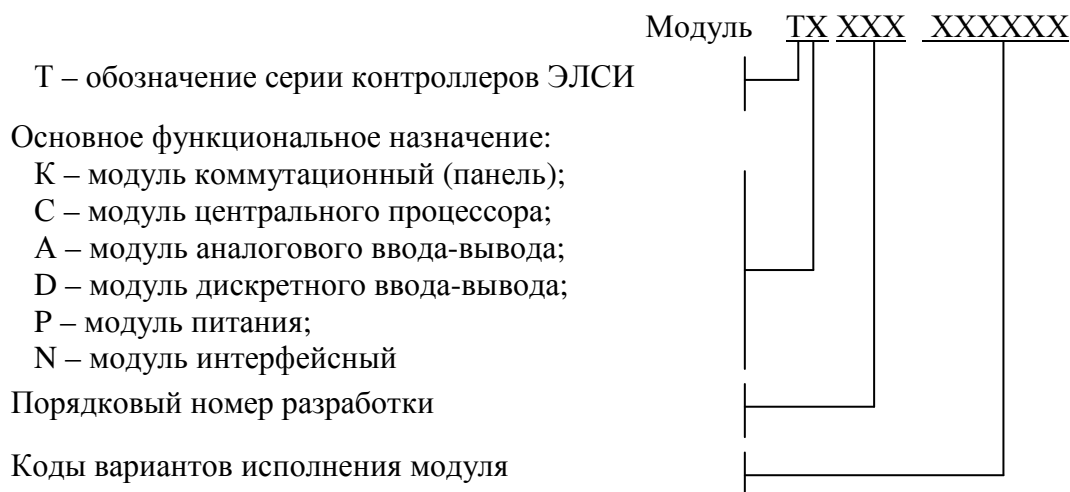 Модуль ТХ ХХХ ХХХХХХ
Т – обозначение серии контроллеров ЭЛСИ
Основное функциональное назначение:
К – модуль коммутационный (панель);
С – модуль центрального процессора;
А – модуль аналогового ввода-вывода;
D – модуль дискретного ввода-вывода;
Р – модуль питания;
N – модуль интерфейсный
Порядковый номер разработки
Коды вариантов исполнения модуля